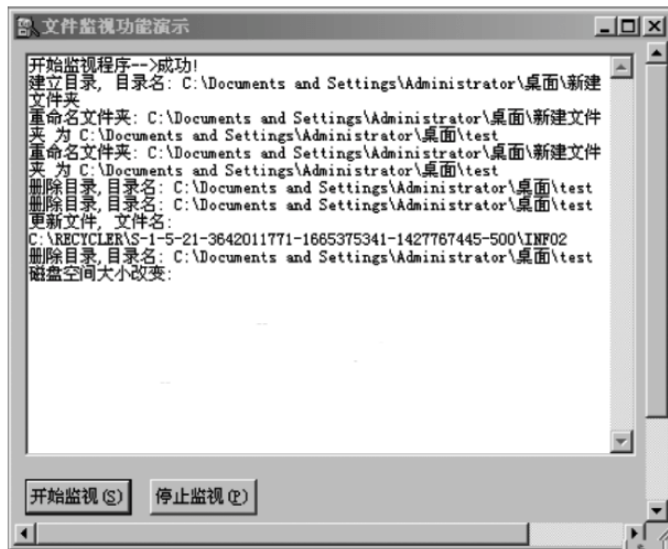 文件监视功能演示
开始监视程序-->成功!
建立目录, 目录名: C:\Documents and Settings\Administrator\桌面\新建
文件夹
重命名文件夹: C:\Documents and Settings\Administrator\桌面\新建文件
夹 为 C:\Documents and Settings\Administrator\桌面\test
重命名文件夹: C:\Documents and Settings\Administrator\桌面\新建文件
夹 为 C:\Documents and Settings\Administrator\桌面\test
删除目录,目录名: C:\Documents and Settings\Administrator\桌面\test
删除目录,目录名: C:\Documents and Settings\Administrator\桌面\test
更新文件, 文件名:
C:\RECYCLER\S-1-5-21-3642011771-1665375341-1427767445-500\INFO2
删除目录,目录名: C:\Documents and Settings\Administrator\桌面\test
磁盘空间大小改变:
开始监视(S) 停止监视(P)